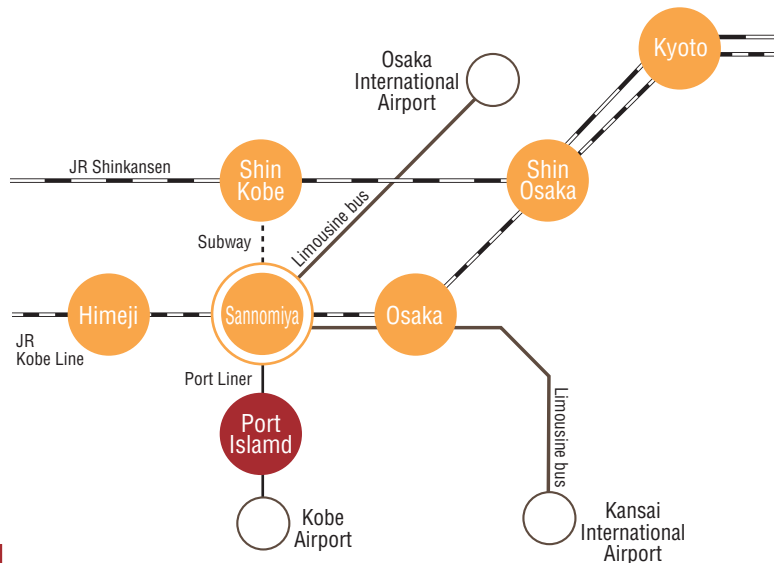 Kyoto
Osaka
International
Airport
JR Shinkansen
Shin
Kobe
Shin
Osaka
Limousine bus
Subway
Himeji
Sannomiya
Osaka
JR
Kobe Line
Port Liner
Port
Islamd
Limousine bus
Kobe
Airport
Kansai
International
Airport